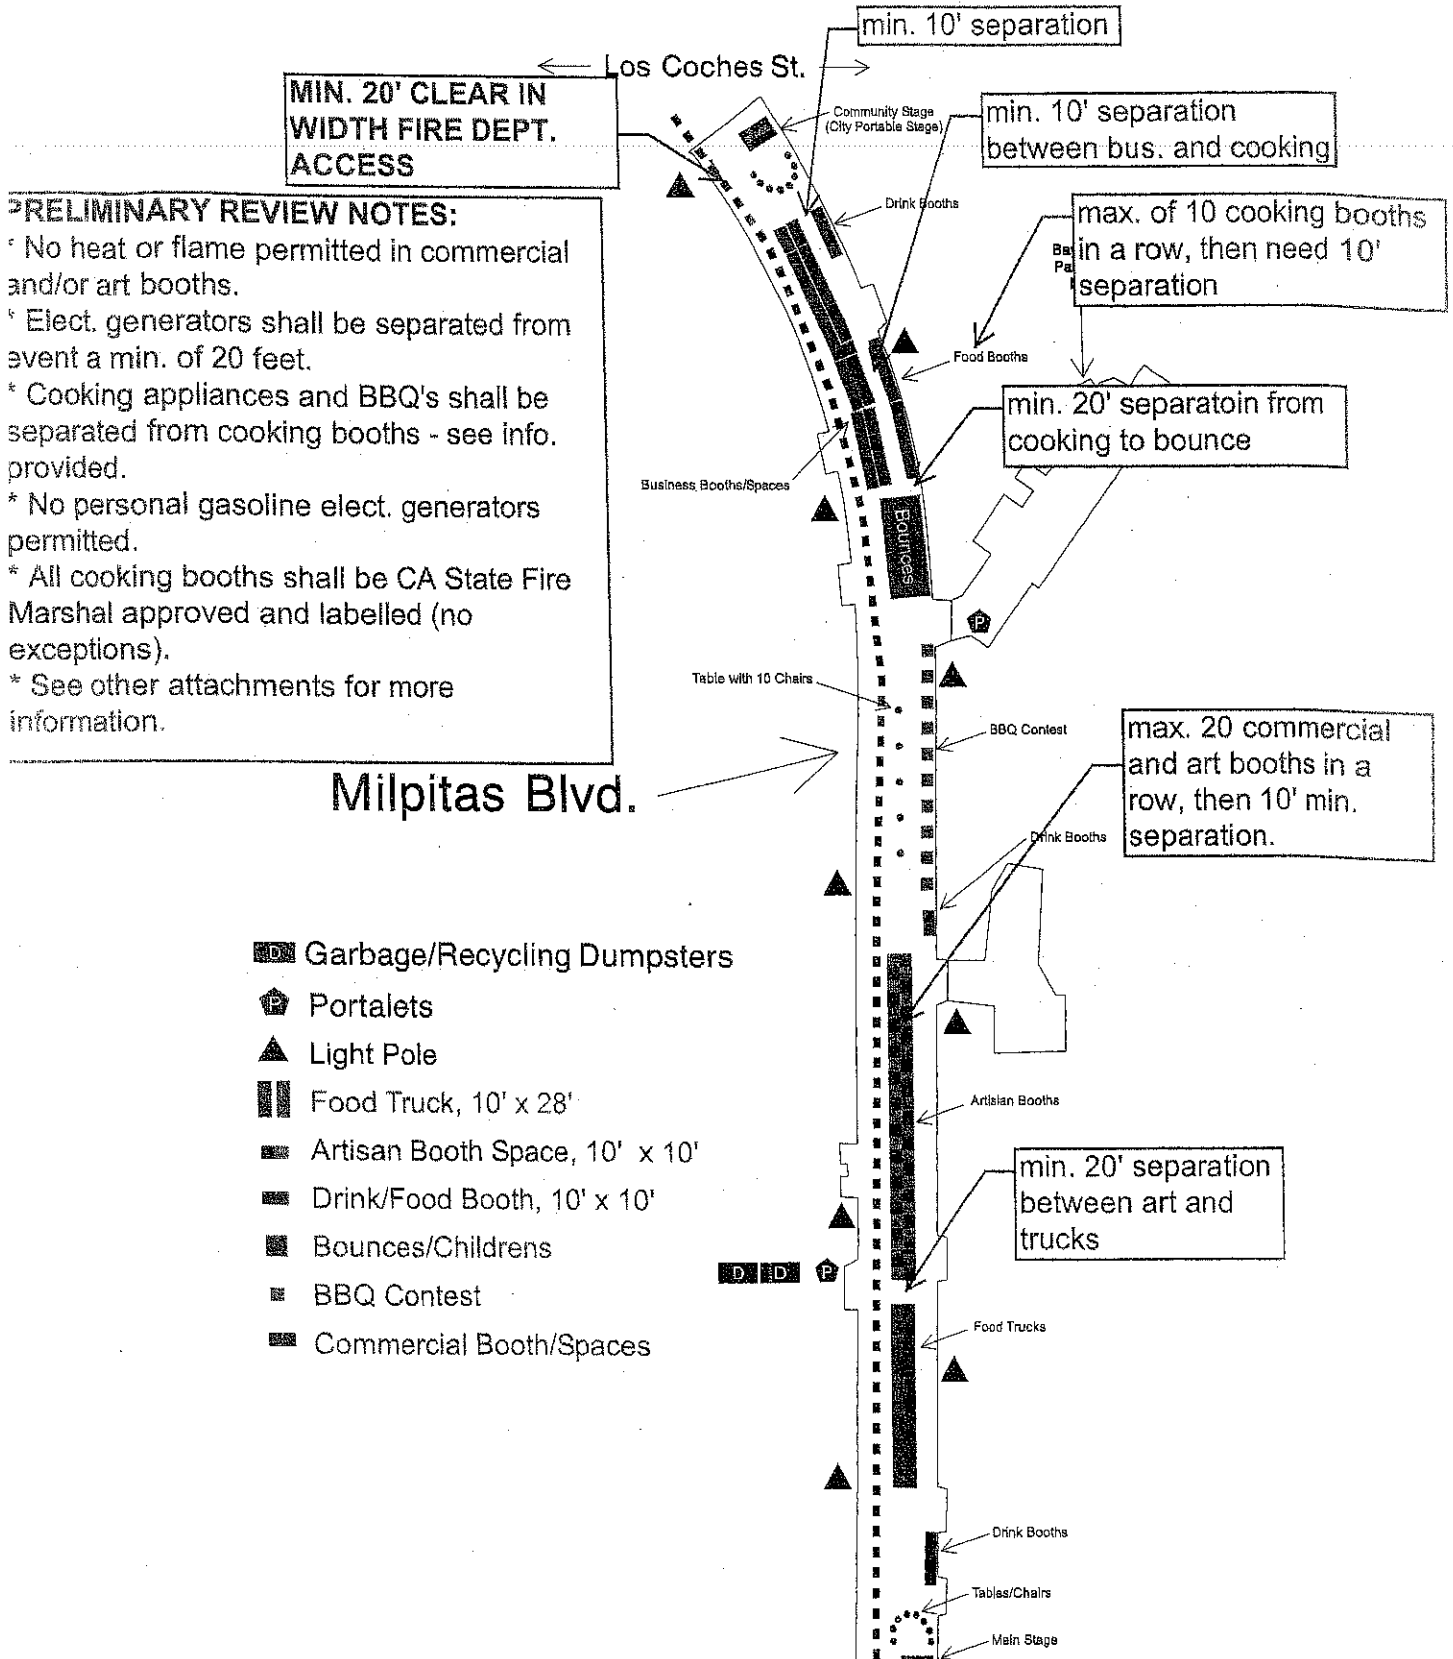 min. 10' separation
Los Coches St.
MIN. 20' CLEAR IN
WIDTH FIRE DEPT.
ACCESS
Community Stage
(City Portable Stage)
min. 10' separation
between bus. and cooking
PRELIMINARY REVIEW NOTES:
* No heat or flame permitted in commercial
and/or art booths.
* Elect. generators shall be separated from
event a min. of 20 feet.
* Cooking appliances and BBQ's shall be
separated from cooking booths - see info.
provided.
* No personal gasoline elect. generators
permitted.
* All cooking booths shall be CA State Fire
Marshal approved and labelled (no
exceptions).
* See other attachments for more
information.
Drink Booths
max. of 10 cooking booths
in a row, then need 10'
separation
Food Booths
min. 20' separatoin from
cooking to bounce
Business Booths/Spaces
Bounces
P
Table with 10 Chairs
BBQ Contest
max. 20 commercial
and art booths in a
row, then 10' min.
separation.
Milpitas Blvd.
Drink Booths
D Garbage/Recycling Dumpsters
P Portalets
Light Pole
Food Truck, 10' x 28'
Artisan Booth Space, 10' x 10'
Drink/Food Booth, 10' x 10'
Bounces/Childrens
BBQ Contest
Commercial Booth/Spaces
Artisian Booths
min. 20' separation
between art and
trucks
D D P
Food Trucks
Drink Booths
Tables/Chairs
Main Stage